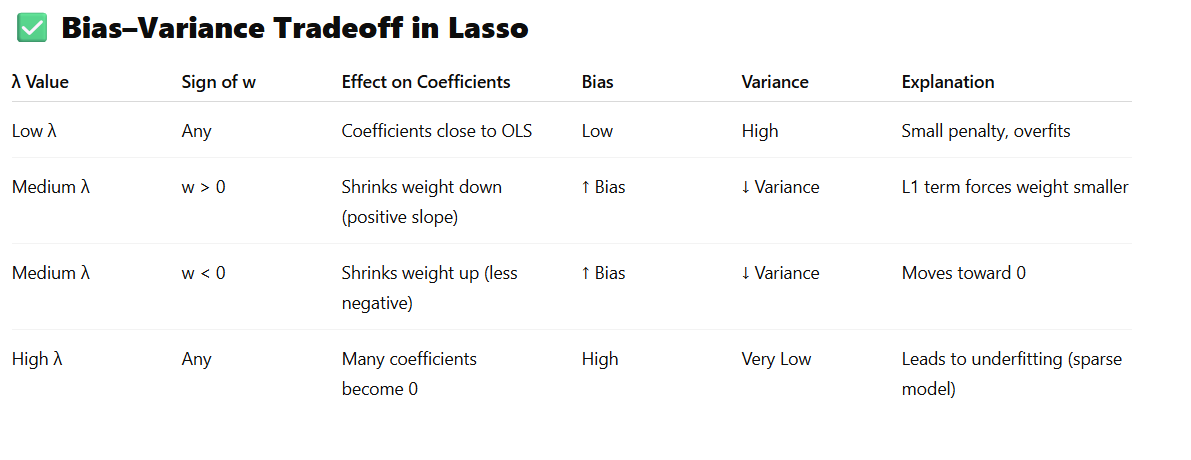 ✅ Bias–Variance Tradeoff in Lasso
λ Value Sign of w Effect on Coefficients Bias Variance Explanation
Low λ Any Coefficients close to OLS Low High Small penalty, overfits
Medium λ w > 0 Shrinks weight down ↑ Bias ↓ Variance L1 term forces weight smaller
(positive slope)
Medium λ w < 0 Shrinks weight up (less ↑ Bias ↓ Variance Moves toward 0
negative)
High λ Any Many coefficients High Very Low Leads to underfitting (sparse
become 0 model)